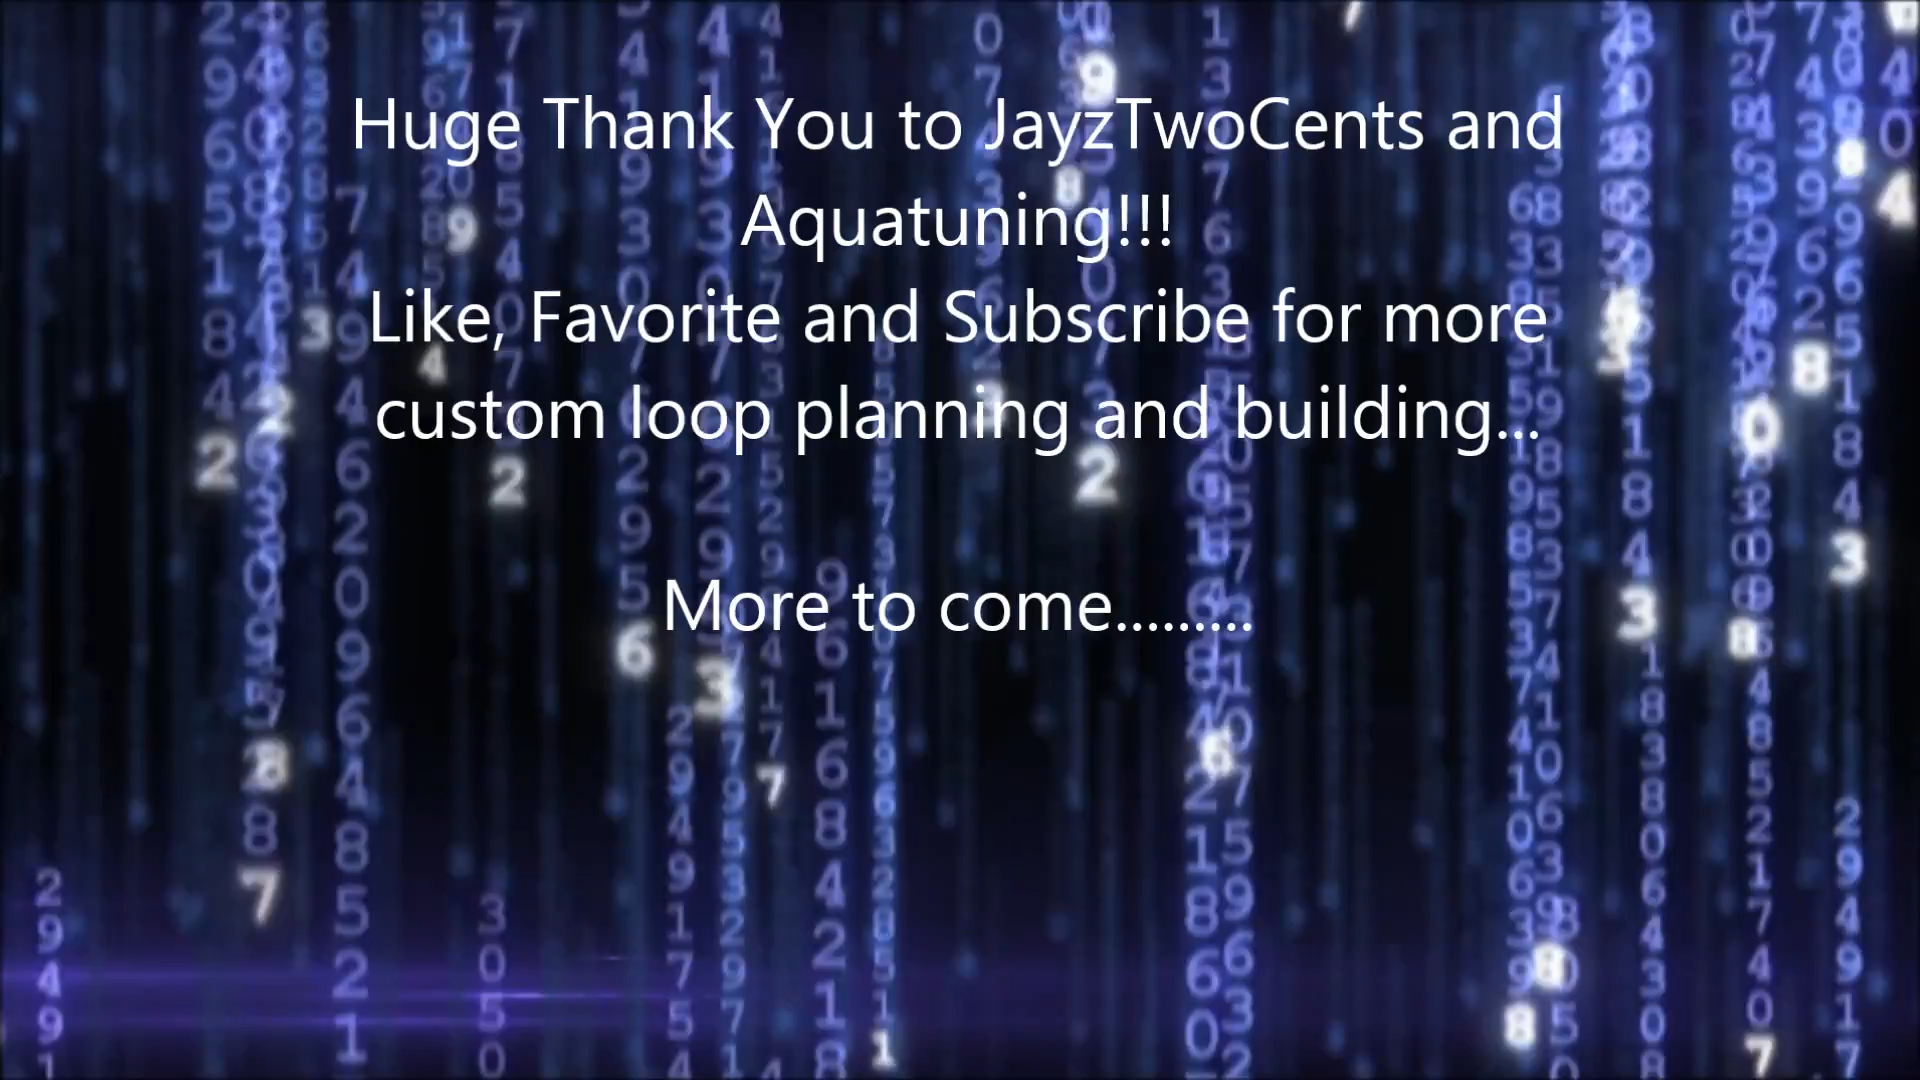 Huge Thank You to JayzTwoCents and
Aquatuning!!!
Like, Favorite and Subscribe for more
custom loop planning and building...
More to come.........